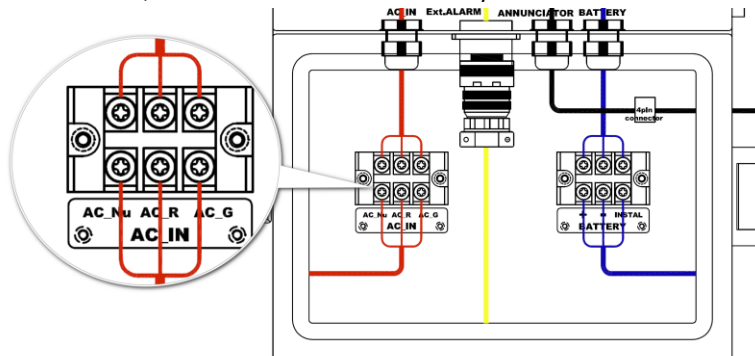 AC_IN Ext.ALARM ANNUNCIATOR BATTERY
4pin
connector
AC_Nu AC_R AC_G
AC_IN
AC_Nu AC_R AC_G
AC_IN
+ - INSTAL
BATTERY